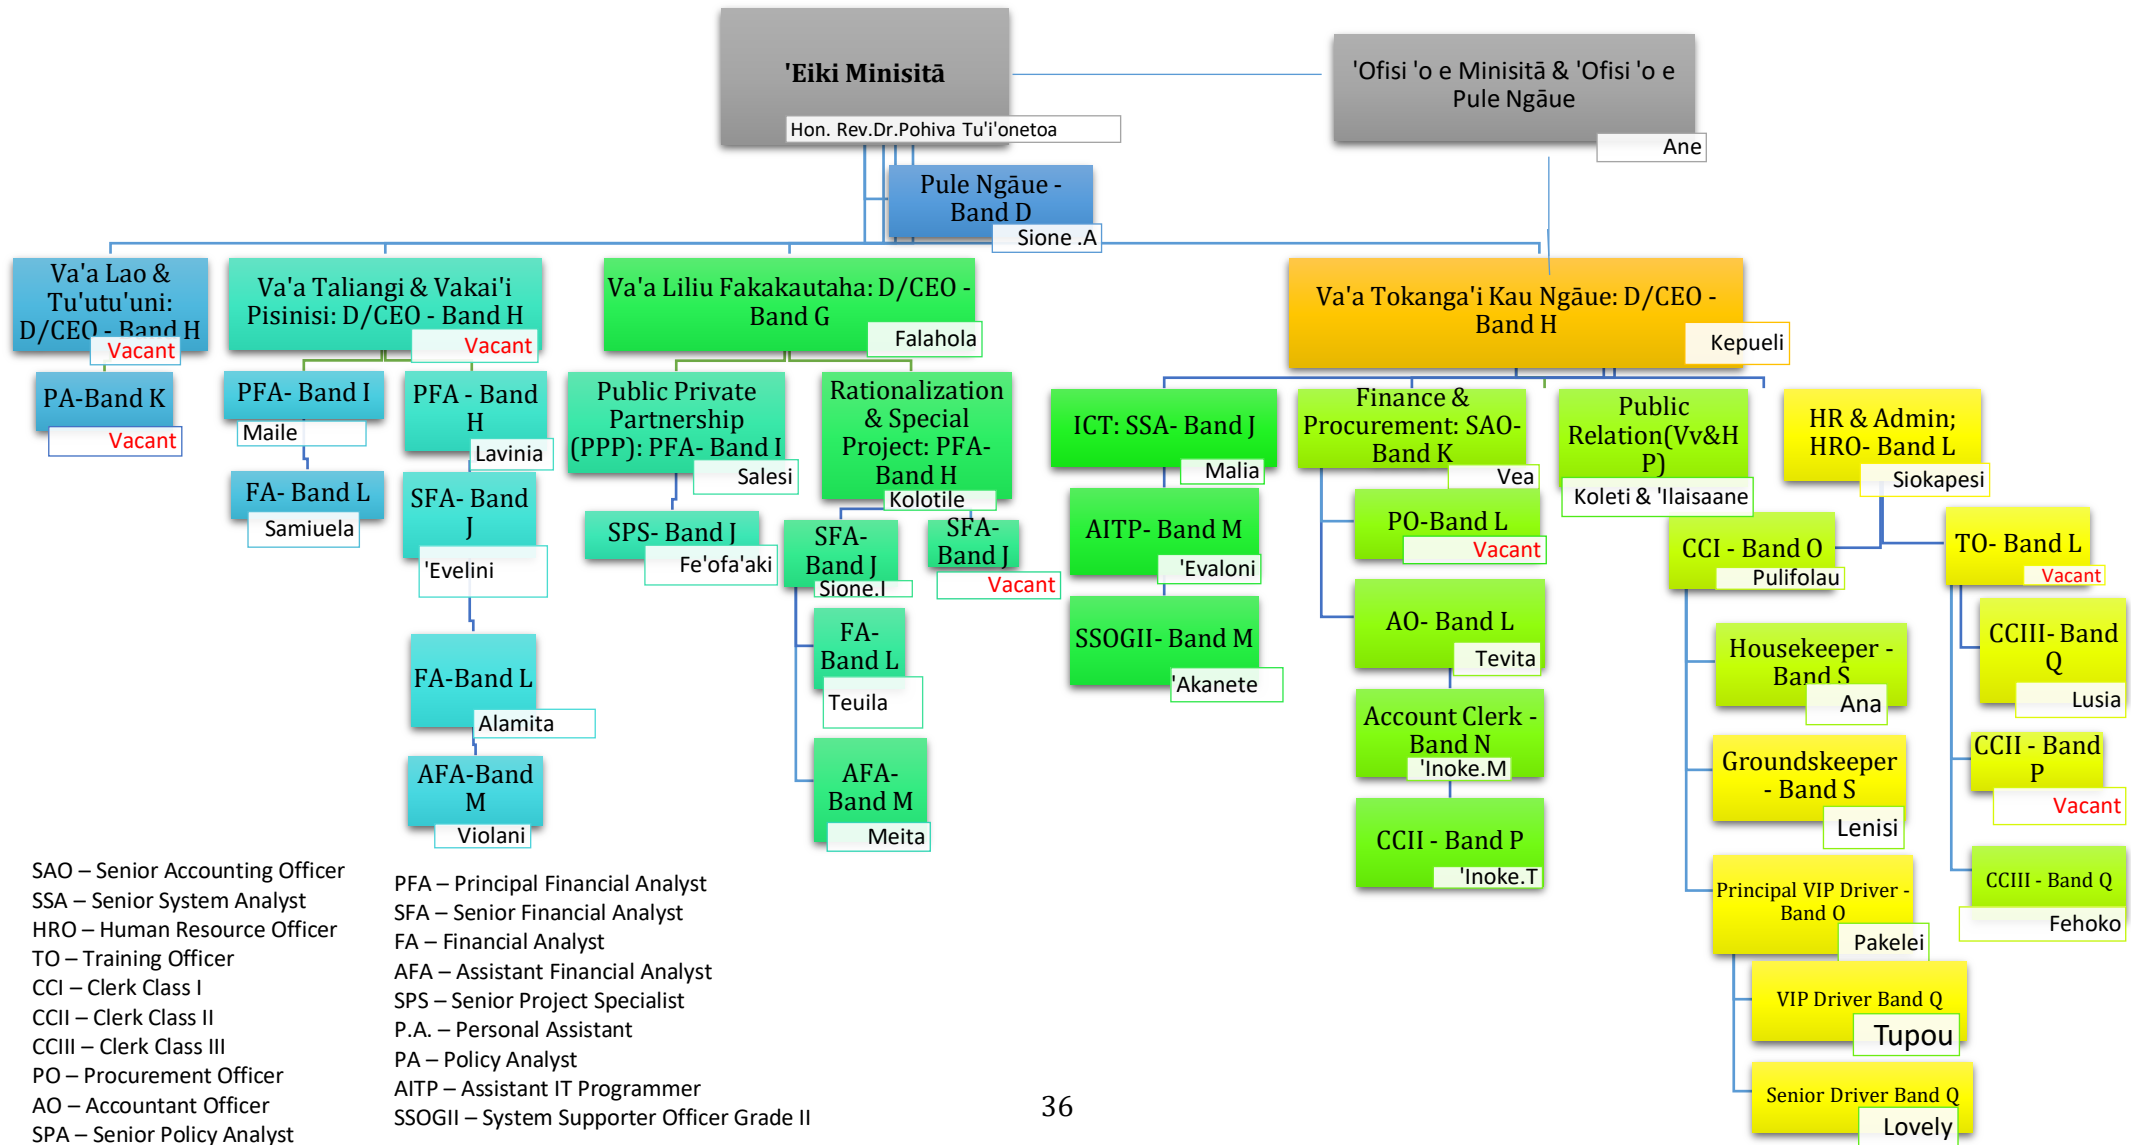 'Eiki Minisitā
Hon. Rev.Dr.Pohiva Tu'i'onetoa
'Ofisi 'o e Minisitā & 'Ofisi 'o e
Pule Ngāue
Ane
Pule Ngāue -
Band D
Sione .A
Va'a Lao &
Tu'utu'uni:
D/CEO - Band H
Vacant
PA-Band K
Vacant
Va'a Taliangi & Vakai'i
Pisinisi: D/CEO - Band H
Vacant
PFA- Band I
Maile
FA- Band L
Samiuela
PFA - Band
H
Lavinia
SFA- Band
J
'Evelini
FA-Band L
Alamita
AFA-Band
M
Violani
Va'a Liliu Fakakautaha: D/CEO -
Band G
Falahola
Public Private
Partnership
(PPP): PFA- Band I
Salesi
SPS- Band J
Fe'ofa'aki
Rationalization
& Special
Project: PFA-
Band H
Kolotile
SFA-
Band J
Sione.I
SFA-
Band J
Vacant
FA-
Band L
Teuila
AFA-
Band M
Meita
Va'a Tokanga'i Kau Ngāue: D/CEO -
Band H
Kepueli
ICT: SSA- Band J
Malia
AITP- Band M
'Evaloni
SSOGII- Band M
'Akanete
Finance &
Procurement: SAO-
Band K
Vea
PO-Band L
Vacant
AO- Band L
Tevita
Account Clerk -
Band N
'Inoke.M
CCII - Band P
'Inoke.T
Public
Relation(Vv&H
P)
Koleti & 'Ilaisaane
HR & Admin;
HRO- Band L
Siokapesi
CCI - Band O
Pulifolau
Housekeeper -
Band S
Ana
Groundskeeper
- Band S
Lenisi
Principal VIP Driver -
Band O
Pakelei
VIP Driver Band Q
Tupou
Senior Driver Band Q
Lovely
TO- Band L
Vacant
CCIII- Band
Q
Lusia
CCII - Band
P
Vacant
CCIII - Band Q
Fehoko
SAO – Senior Accounting Officer
SSA – Senior System Analyst
HRO – Human Resource Officer
TO – Training Officer
CCI – Clerk Class I
CCII – Clerk Class II
CCIII – Clerk Class III
PO – Procurement Officer
AO – Accountant Officer
SPA – Senior Policy Analyst
PFA – Principal Financial Analyst
SFA – Senior Financial Analyst
FA – Financial Analyst
AFA – Assistant Financial Analyst
SPS – Senior Project Specialist
P.A. – Personal Assistant
PA – Policy Analyst
AITP – Assistant IT Programmer
SSOGII – System Supporter Officer Grade II
36